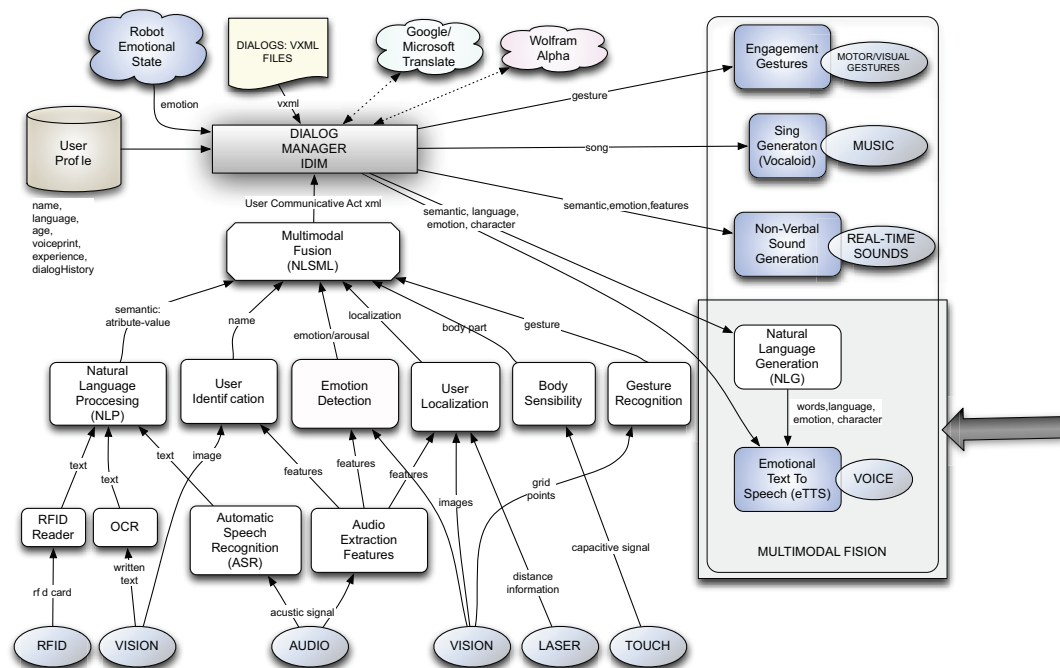 Robot
Emotional
State
DIALOGS: VXML
FILES
Google/
Microsoft
Translate
Wolfram
Alpha
Engagement
Gestures
MOTOR/VISUAL
GESTURES
emotion
vxml
gesture
User
Prof le
DIALOG
MANAGER
IDIM
song
Sing
Generaton
(Vocaloid)
MUSIC
name,
language,
age,
voiceprint,
experience,
dialogHistory
User Communicative Act xml
semantic, language,
emotion, character
semantic,emotion,features
Multimodal
Fusion
(NLSML)
Non-Verbal
Sound
Generation
REAL-TIME
SOUNDS
semantic:
atribute-value
name
emotion/arousal
localization
body part
gesture
Natural
Language
Proccesing
(NLP)
User
Identif cation
Emotion
Detection
User
Localization
Body
Sensibility
Gesture
Recognition
Natural
Language
Generation
(NLG)
words,language,
emotion, character
text
text
text
image
features
features
features
images
grid
points
Emotional
Text To
Speech (eTTS)
VOICE
RFID
Reader
OCR
Automatic
Speech
Recognition
(ASR)
Audio
Extraction
Features
capacitive signal
MULTIMODAL FISION
rf d card
written
text
acustic signal
distance
information
RFID
VISION
AUDIO
VISION
LASER
TOUCH